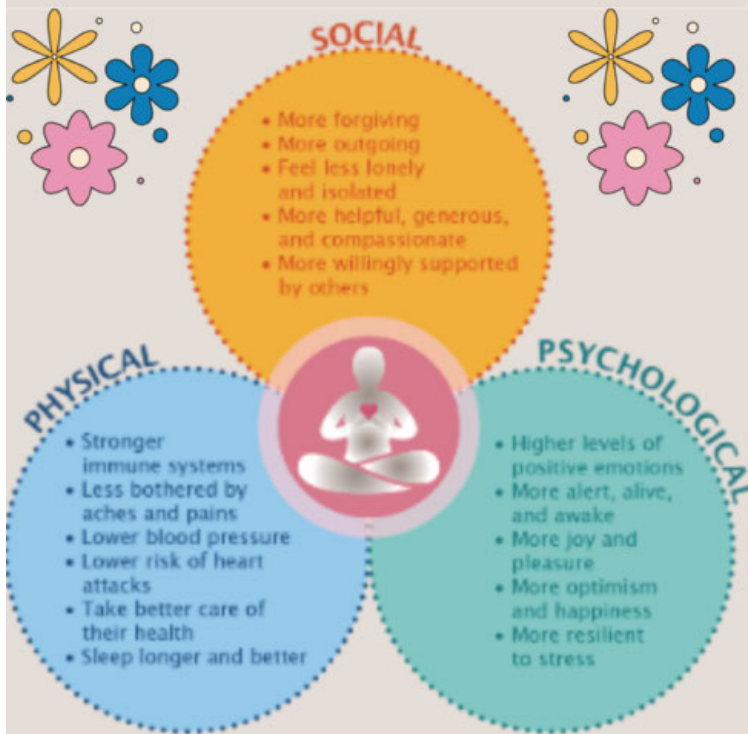 SOCIAL
• More forgiving
• More outgoing
• Feel less lonely
and isolated
• More helpful, generous,
and compassionate
• More willingly supported
by others
PHYSICAL
• Stronger
immune systems
• Less bothered by
aches and pains
• Lower blood pressure
• Lower risk of heart
attacks
• Take better care of
their health
• Sleep longer and better
PSYCHOLOGICAL
• Higher levels of
positive emotions
• More alert, alive,
and awake
• More joy and
pleasure
• More optimism
and happiness
• More resilient
to stress